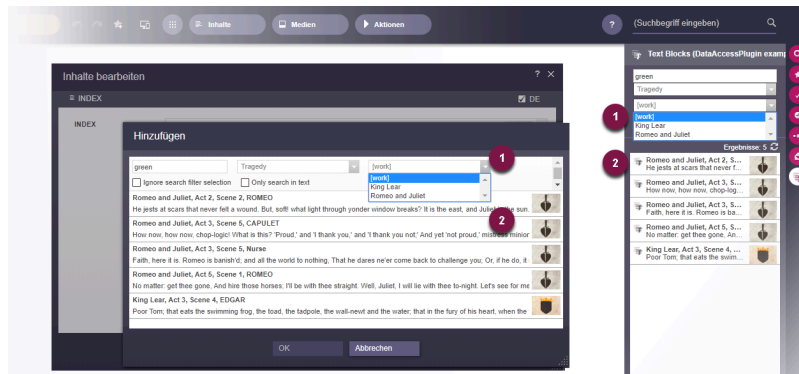 Inhalte
Medien
Aktionen
?
(Suchbegriff eingeben)
Text Blocks (DataAccessPlugin examp
green
Tragedy
[work]
[work]
King Lear
Romeo and Juliet
1
Ergebnisse: 5
2
Romeo and Juliet, Act 2, S...
He jests at scars that never f...
Romeo and Juliet, Act 3, S...
How now, how now, chop-log...
Romeo and Juliet, Act 3, S...
Faith, here it is. Romeo is ba...
Romeo and Juliet, Act 5, S...
No matter: get thee gone, An...
King Lear, Act 3, Scene 4, ...
Poor Tom; that eats the swim...
Inhalte bearbeiten
? ×
INDEX
DE
INDEX
Hinzufügen
green
Tragedy
[work]
1
[work]
King Lear
Romeo and Juliet
Ignore search filter selection
Only search in text
2
Romeo and Juliet, Act 2, Scene 2, ROMEO
He jests at scars that never felt a wound. But, soft! what light through yonder window breaks? It is the east, and Juliet is the sun.
Romeo and Juliet, Act 3, Scene 5, CAPULET
How now, how now, chop-logic! What is this? 'Proud,' and 'I thank you,' and 'I thank you not;' And yet 'not proud,' mistress minion
Romeo and Juliet, Act 3, Scene 5, Nurse
Faith, here it is. Romeo is banish'd; and all the world to nothing, That he dares ne'er come back to challenge you; Or, if he do, it
Romeo and Juliet, Act 5, Scene 1, ROMEO
No matter: get thee gone, And hire those horses; I'll be with thee straight. Well, Juliet, I will lie with thee to-night. Let's see for me
King Lear, Act 3, Scene 4, EDGAR
Poor Tom; that eats the swimming frog, the toad, the tadpole, the wall-newt and the water; that in the fury of his heart, when the
OK
Abbrechen